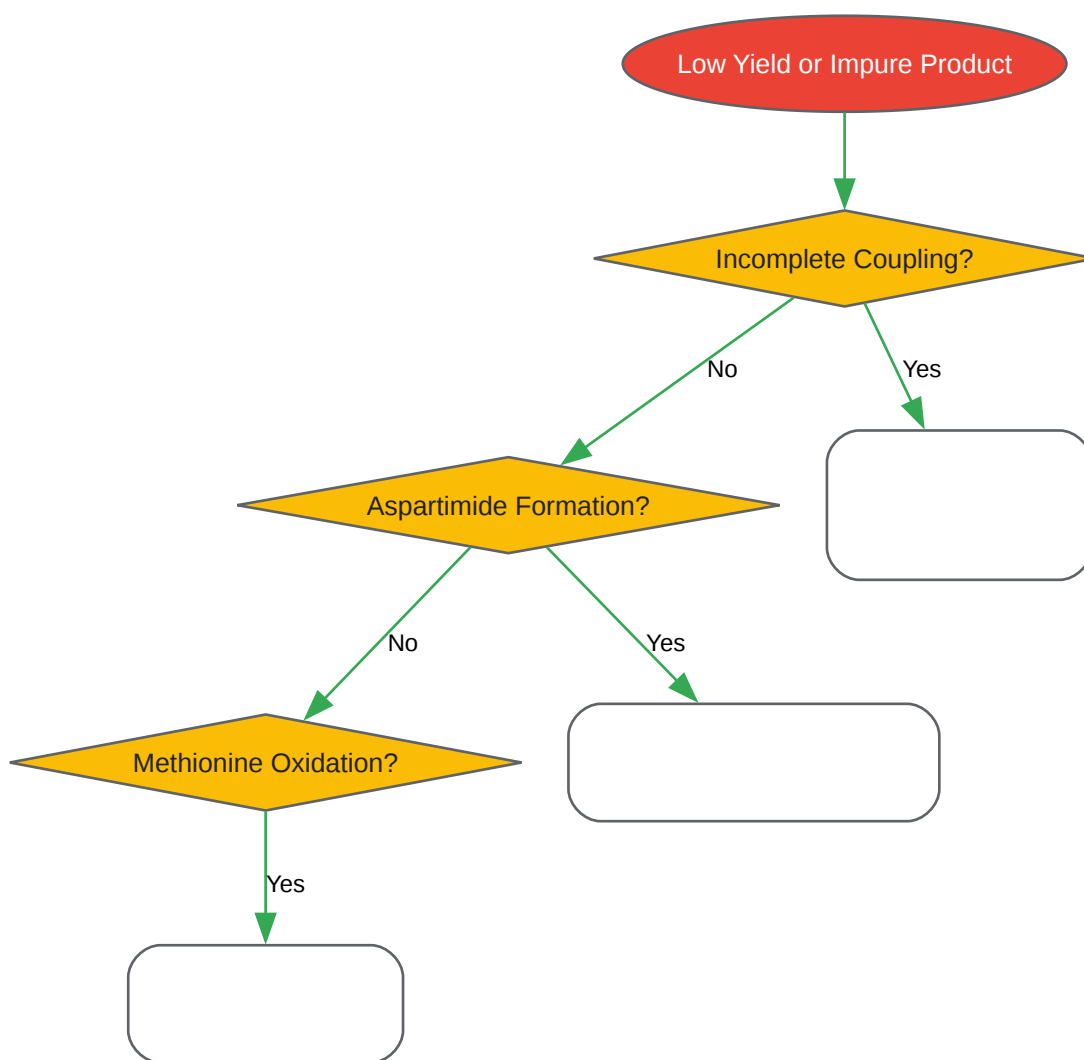 Low Yield or Impure Product
Incomplete Coupling?
No
Yes
Aspartimide Formation?
No
Yes
Methionine Oxidation?
Yes